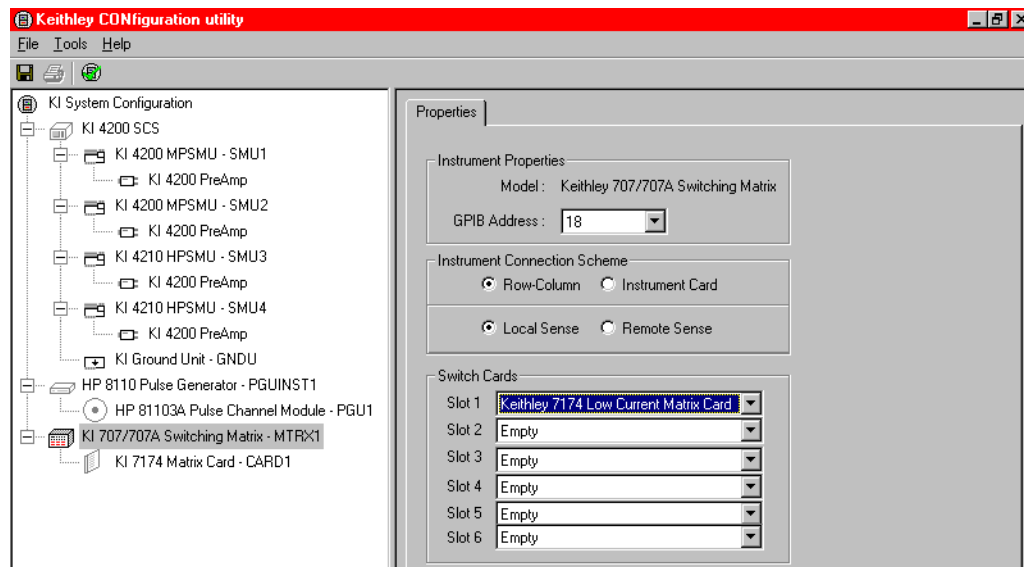 Keithley CONfiguration utility
File Tools Help
KI System Configuration
KI 4200 SCS
KI 4200 MPSMU - SMU1
KI 4200 PreAmp
KI 4200 MPSMU - SMU2
KI 4200 PreAmp
KI 4210 HPSMU - SMU3
KI 4200 PreAmp
KI 4210 HPSMU - SMU4
KI 4200 PreAmp
KI Ground Unit - GNDU
HP 8110 Pulse Generator - PGUINST1
HP 81103A Pulse Channel Module - PGU1
KI 707/707A Switching Matrix - MTRX1
KI 7174 Matrix Card - CARD1
Properties
Instrument Properties
Model : Keithley 707/707A Switching Matrix
GPIB Address : 18
Instrument Connection Scheme
Row-Column Instrument Card
Local Sense Remote Sense
Switch Cards
Slot 1 Keithley 7174 Low Current Matrix Card
Slot 2 Empty
Slot 3 Empty
Slot 4 Empty
Slot 5 Empty
Slot 6 Empty